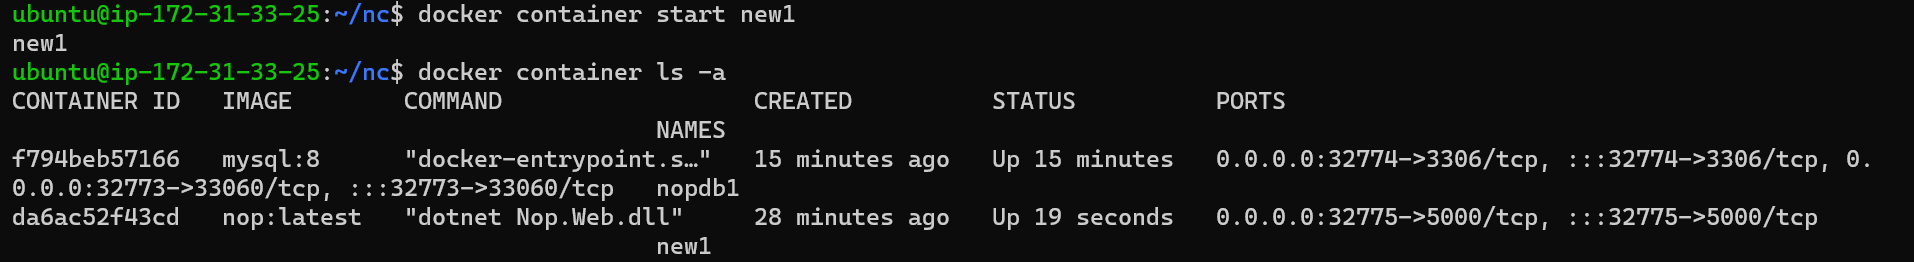 ubuntu@ip-172-31-33-25:~/nc$ docker container start new1
new1
ubuntu@ip-172-31-33-25:~/nc$ docker container ls -a
CONTAINER ID   IMAGE        COMMAND                  CREATED          STATUS          PORTS
                                              NAMES
f794beb57166   mysql:8      "docker-entrypoint.s…"   15 minutes ago   Up 15 minutes   0.0.0.0:32774->3306/tcp, :::32774->3306/tcp, 0.
0.0.0:32773->33060/tcp, :::32773->33060/tcp   nopdb1
da6ac52f43cd   nop:latest   "dotnet Nop.Web.dll"     28 minutes ago   Up 19 seconds   0.0.0.0:32775->5000/tcp, :::32775->5000/tcp
                                              new1